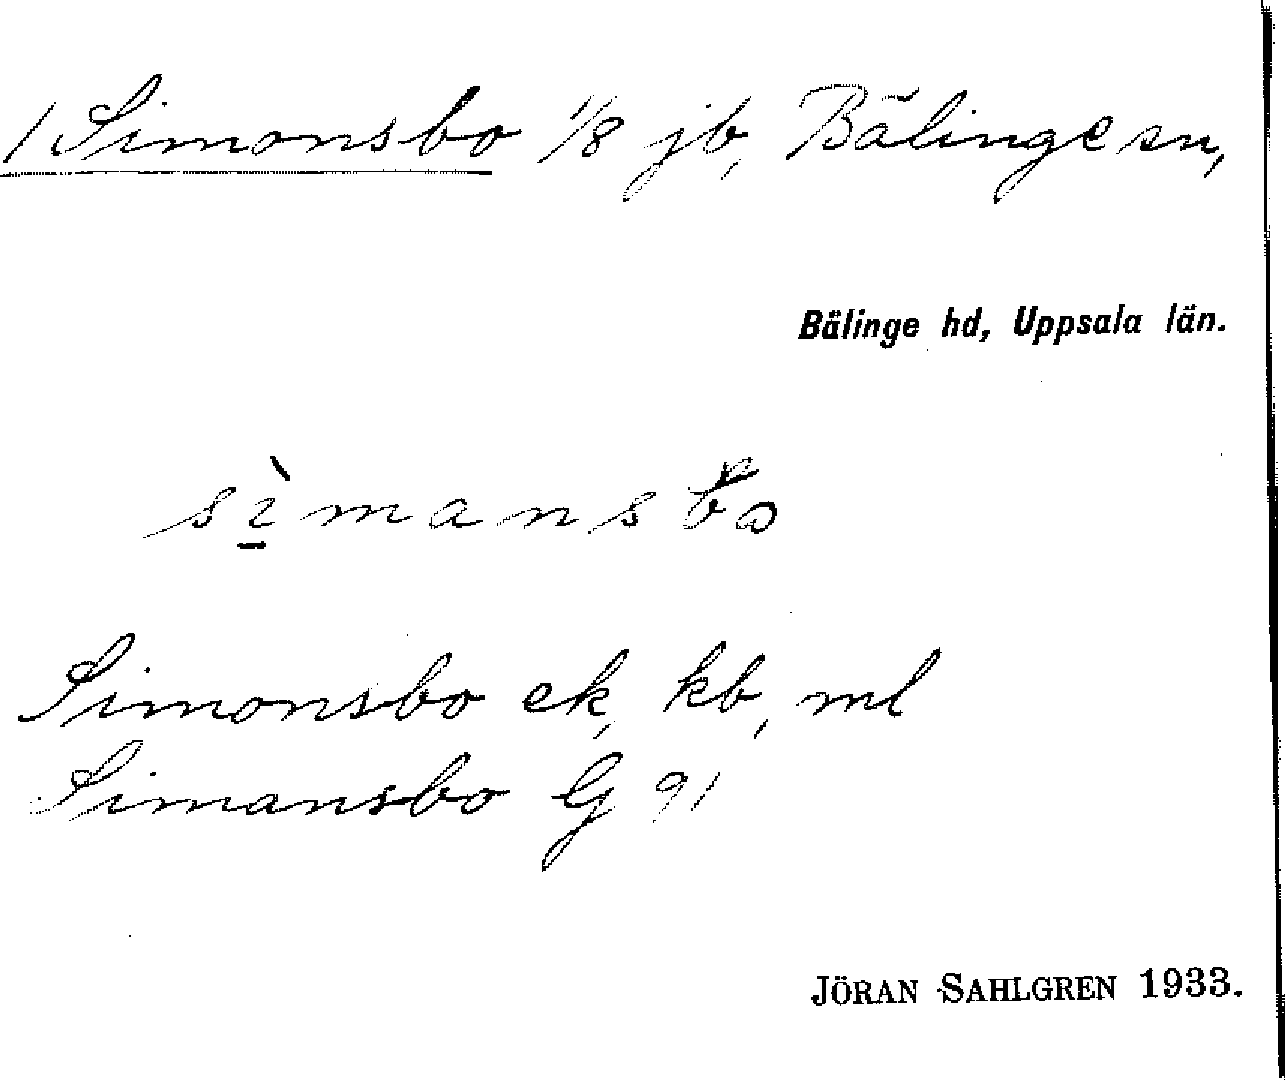 1 Simonsbo 1/8 jb, Bälinge sn,
Bälinge hd, Uppsala län.
Simonsbo ek, kb, ml
Simansbo G 91
JÖRAN SAHLGREN 1933.